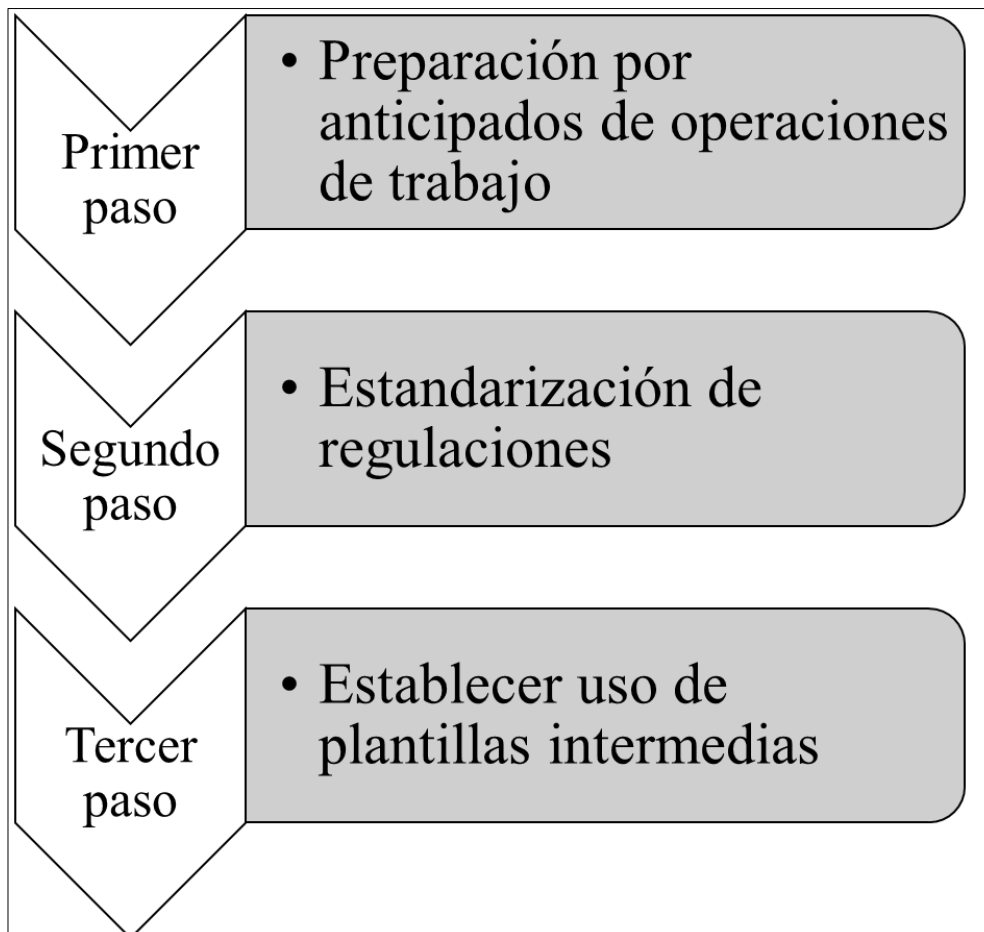 Primer
paso
• Preparación por
anticipados de operaciones
de trabajo
Segundo
paso
• Estandarización de
regulaciones
Tercer
paso
• Establecer uso de
plantillas intermedias